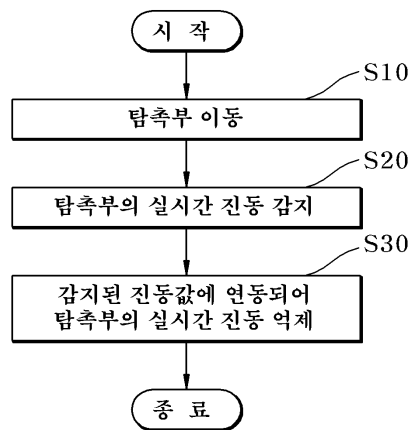 시 작
S10
탐촉부 이동
S20
탐촉부의 실시간 진동 감지
S30
감지된 진동값에 연동되어
탐촉부의 실시간 진동 억제
종 료